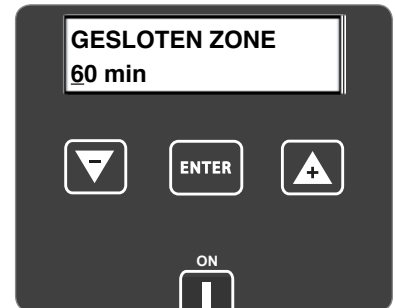 GESLOTEN ZONE
60 min
-
ENTER
+
ON